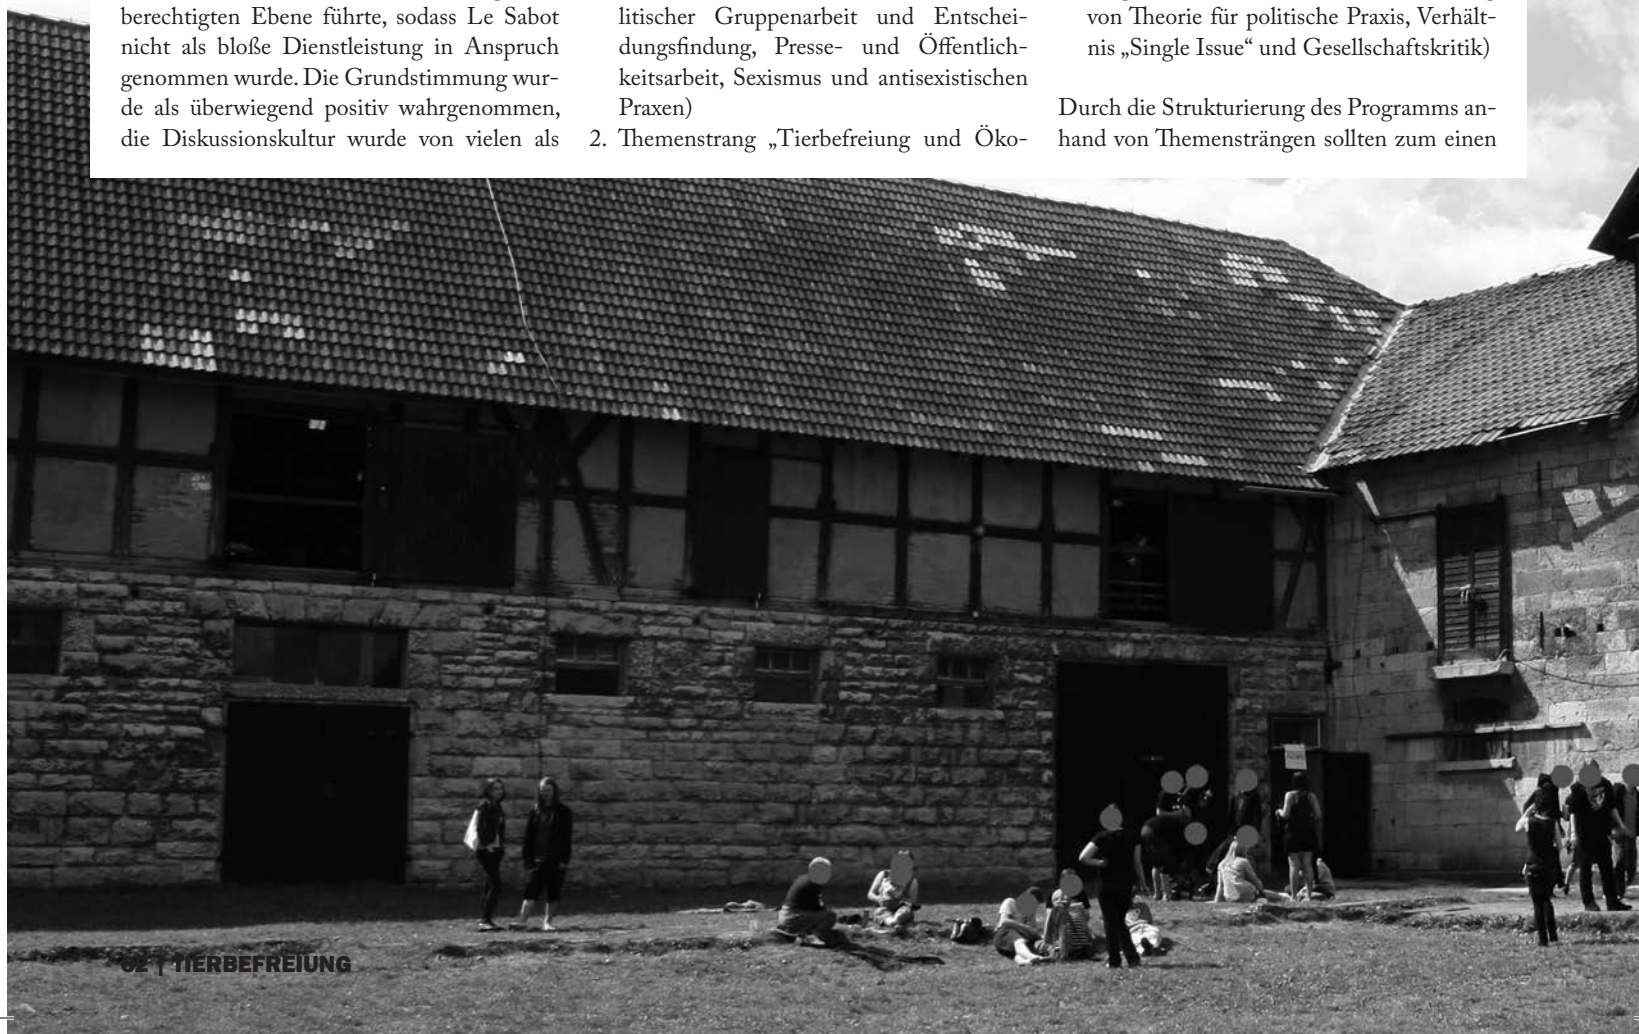 berechtigten Ebene führte, sodass Le Sabot
nicht als bloße Dienstleistung in Anspruch
genommen wurde. Die Grundstimmung wur-
de als überwiegend positiv wahrgenommen,
die Diskussionskultur wurde von vielen als
litischer Gruppenarbeit und Entschei-
dungsfindung, Presse- und Öffentlich-
keitsarbeit, Sexismus und antisexistischen
Praxen)
2. Themenstrang „Tierbefreiung und Öko-
von Theorie für politische Praxis, Verhält-
nis „Single Issue“ und Gesellschaftskritik)
Durch die Strukturierung des Programms an-
hand von Themensträngen sollten zum einen
62 | TIERBEFREIUNG